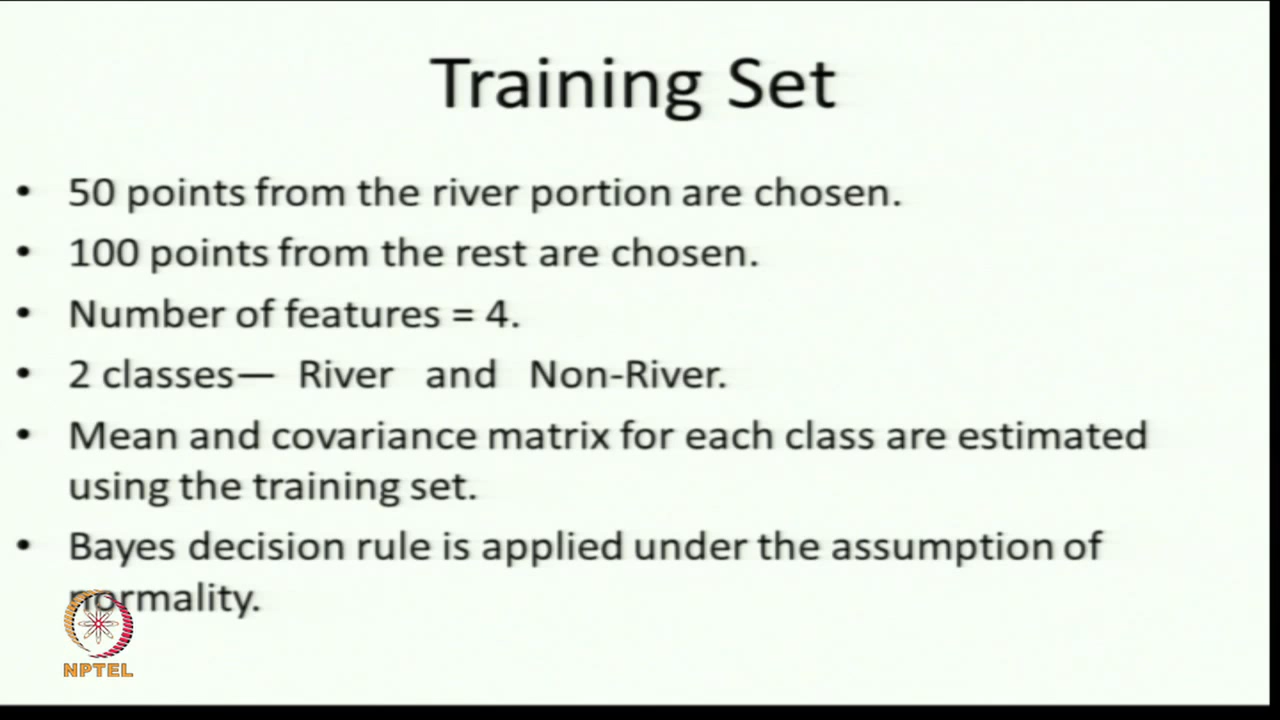 Training Set
• 50 points from the river portion are chosen.
• 100 points from the rest are chosen.
• Number of features = 4.
• 2 classes— River and Non-River.
• Mean and covariance matrix for each class are estimated
using the training set.
• Bayes decision rule is applied under the assumption of
normality.
NPTEL